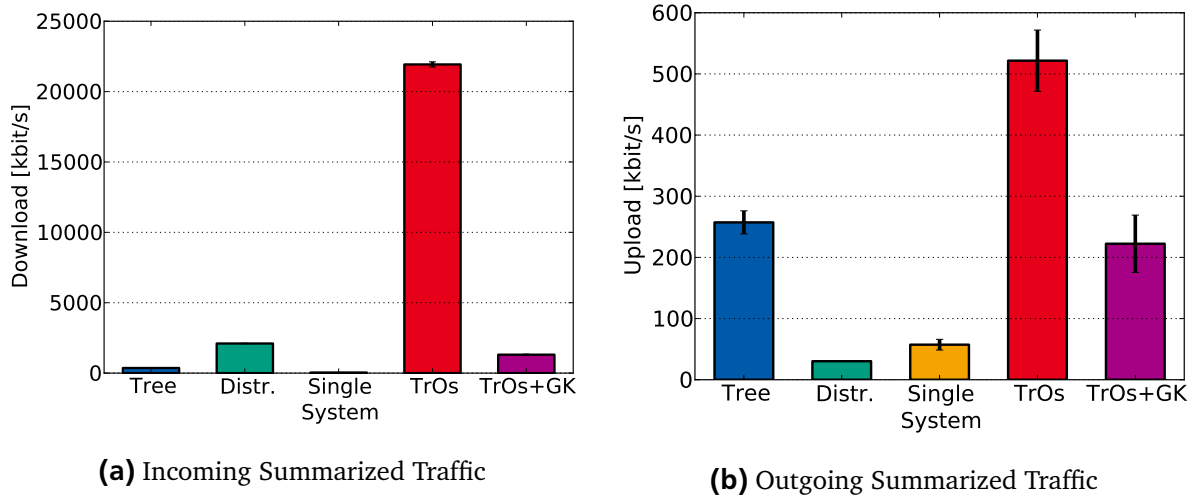 25000
20000
15000
10000
5000
0
Download [kbit/s]
Tree Distr. Single TrOs TrOs+GK
System
(a) Incoming Summarized Traffic
600
500
400
300
200
100
0
Upload [kbit/s]
Tree Distr. Single TrOs TrOs+GK
System
(b) Outgoing Summarized Traffic